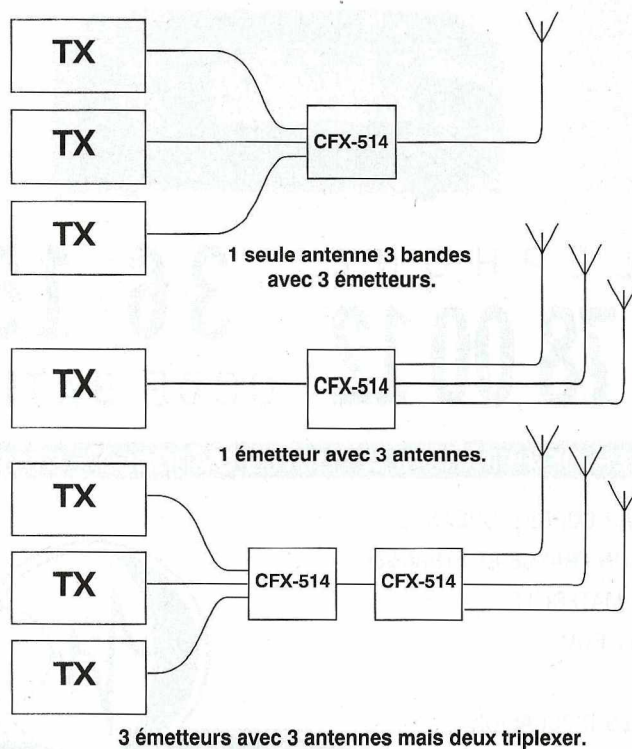 TX
TX
CFX-514
TX
1 seule antenne 3 bandes
avec 3 émetteurs.
TX
CFX-514
1 émetteur avec 3 antennes.
TX
TX
CFX-514
CFX-514
TX
3 émetteurs avec 3 antennes mais deux triplexer.